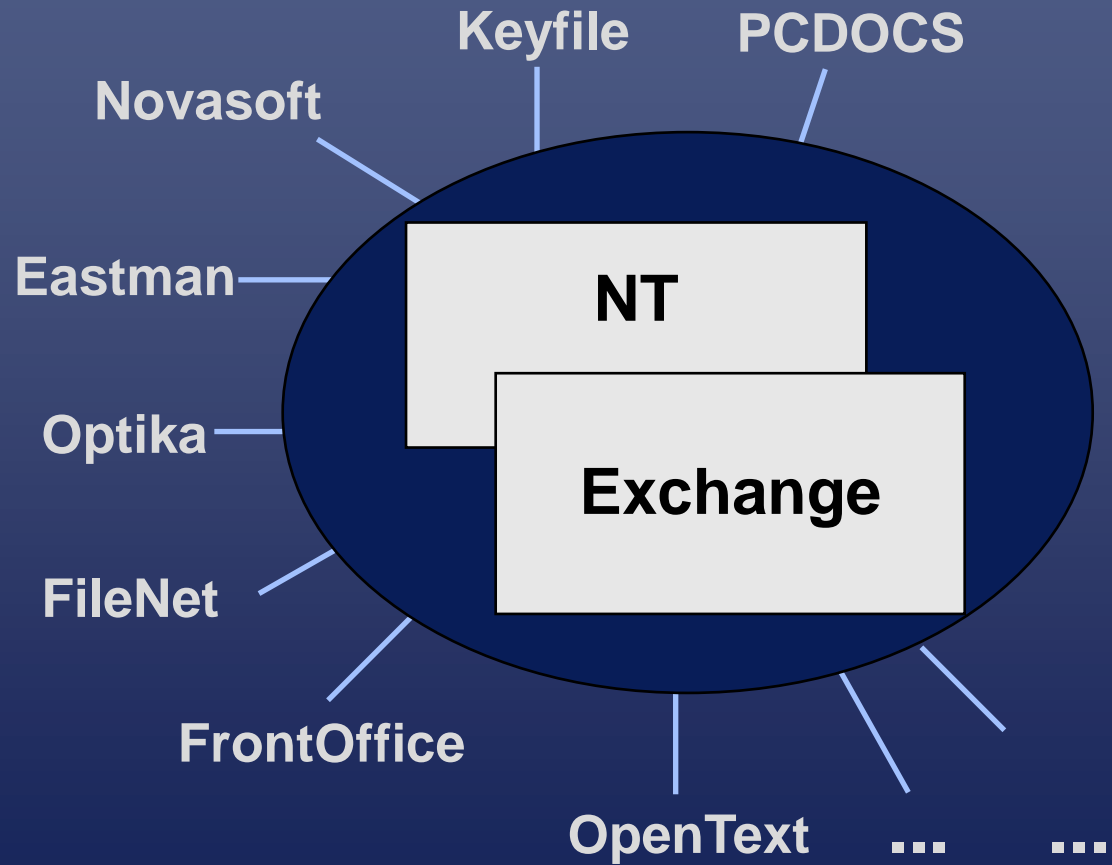 Keyfile
PCDOCS
Novasoft
Eastman
NT
Optika
Exchange
FileNet
FrontOffice
OpenText
...
...